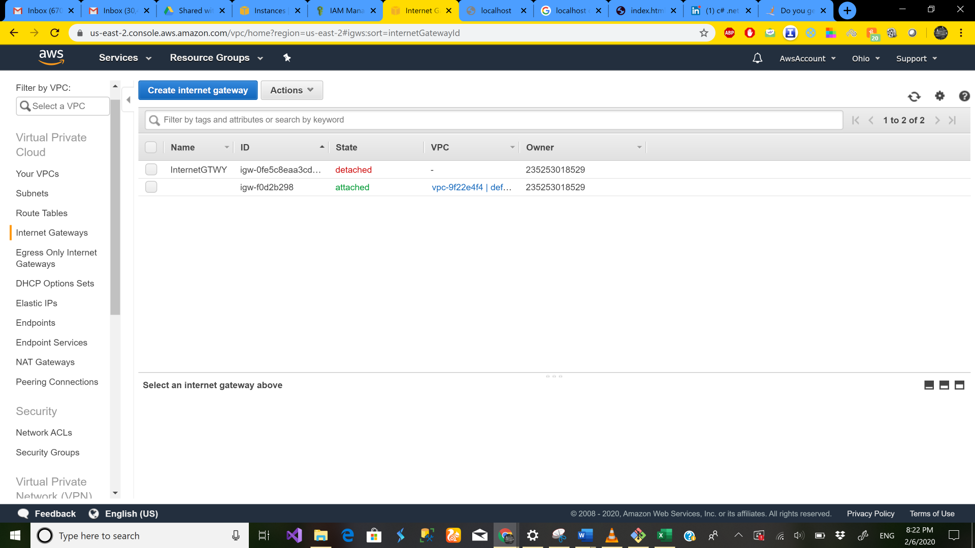 Inbox (670
Inbox (30,
Shared wit
Instances |
IAM Mana
Internet G
localhost
localhost -
index.htm
(1) c# .net
Do you ga
us-east-2.console.aws.amazon.com/vpc/home?region=us-east-2#igws:sort=internetGatewayId
aws
Services
Resource Groups
AwsAccount
Ohio
Support
Filter by VPC:
Select a VPC
Virtual Private
Cloud
Your VPCs
Subnets
Route Tables
Internet Gateways
Egress Only Internet
Gateways
DHCP Options Sets
Elastic IPs
Endpoints
Endpoint Services
NAT Gateways
Peering Connections
Security
Network ACLs
Security Groups
Virtual Private
Network (VPN)
Create internet gateway
Actions
Filter by tags and attributes or search by keyword
1 to 2 of 2
Name ID State VPC Owner
InternetGTWY igw-0fe5c8eaa3cd... detached - 235253018529
igw-f0d2b298 attached vpc-9f22e4f4 | def... 235253018529
Select an internet gateway above
Feedback
English (US)
© 2008 - 2020, Amazon Web Services, Inc. or its affiliates. All rights reserved.
Privacy Policy
Terms of Use
Type here to search
ENG
8:22 PM
2/6/2020